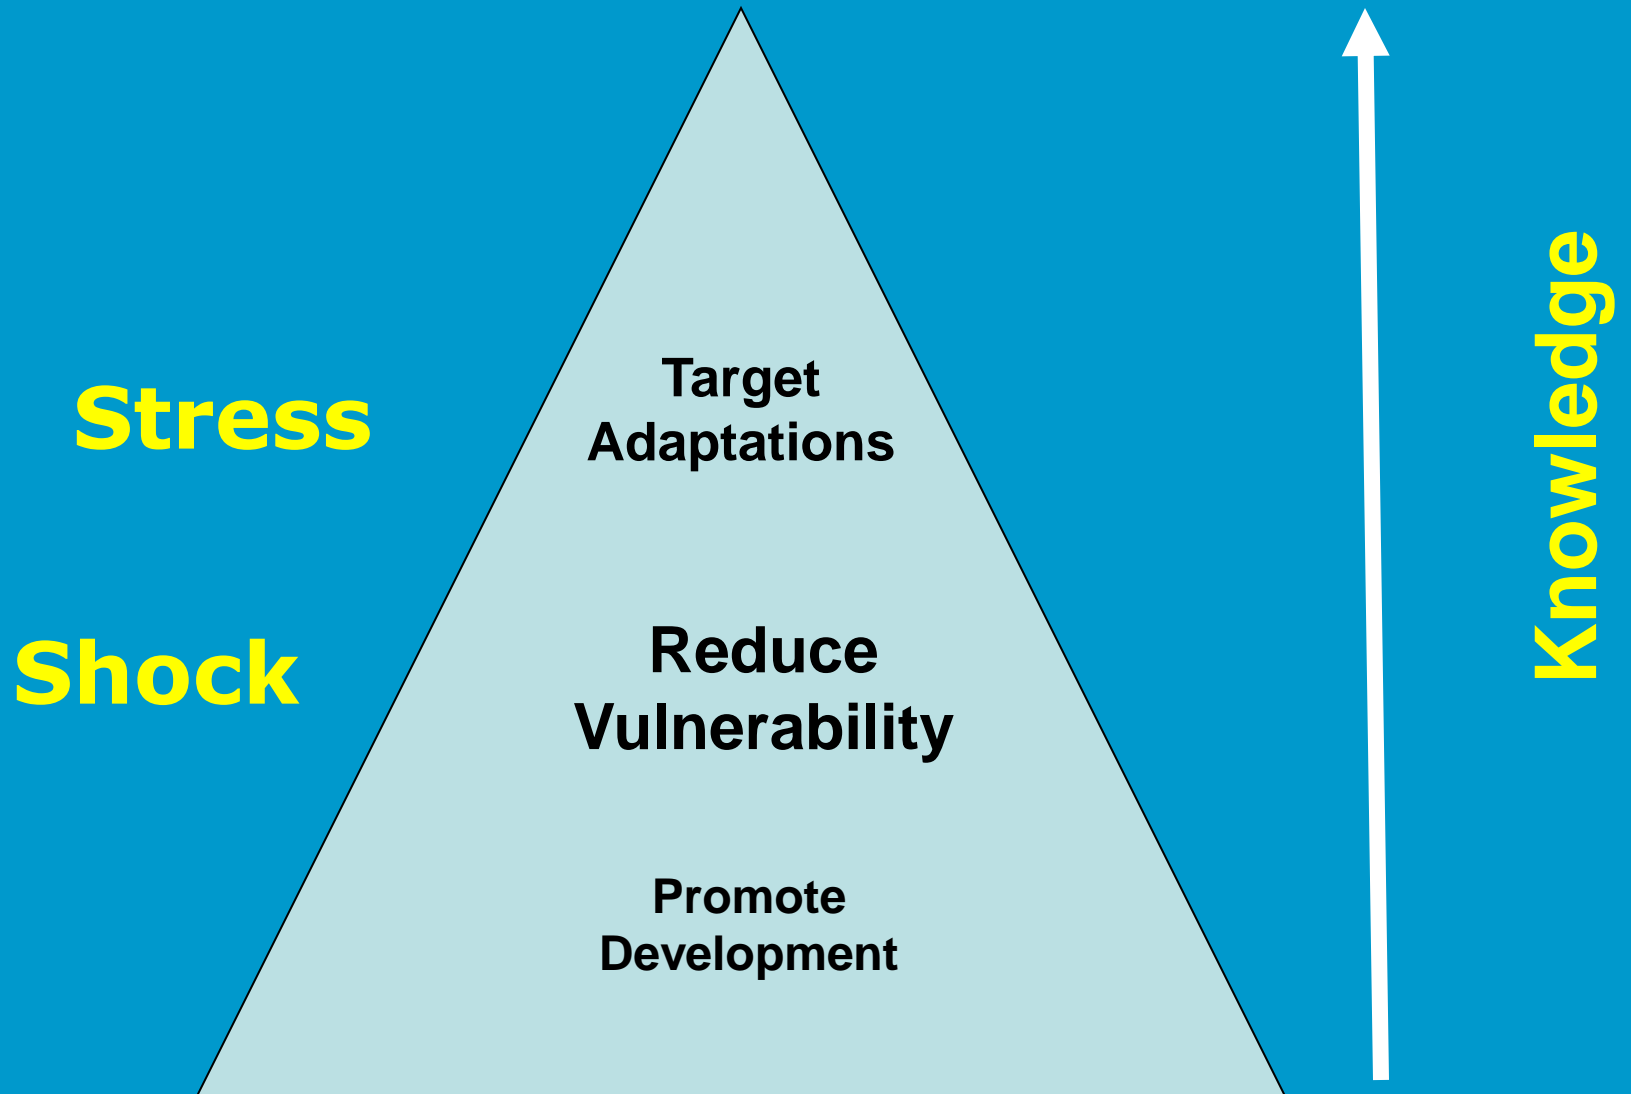 Stress
Target
Adaptations
Shock
Reduce
Vulnerability
Promote
Development
Knowledge